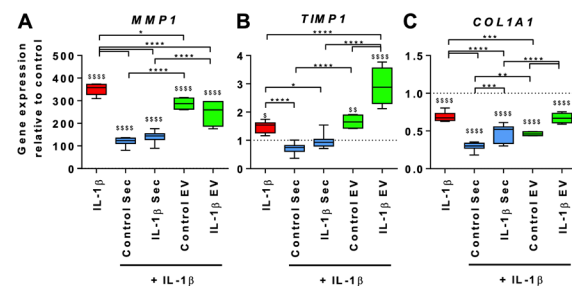 A MMP1
Gene expression
relative to control
500
400
300
200
100
0
*
****
****
****
$$$$
$$$$
$$$$
$$$$
$$$$
IL-1β
Control Sec
IL-1β Sec
Control EV
IL-1β EV
+ IL-1β
B TIMP1
4
3
2
1
0
****
****
****
*
****
$
$$
$$$$
IL-1β
Control Sec
IL-1β Sec
Control EV
IL-1β EV
+ IL-1β
C COL1A1
1.5
1.0
0.5
0.0
***
****
****
**
***
$$$$
$$$$
$$$$
$$$$
$$$$
IL-1β
Control Sec
IL-1β Sec
Control EV
IL-1β EV
+ IL-1β